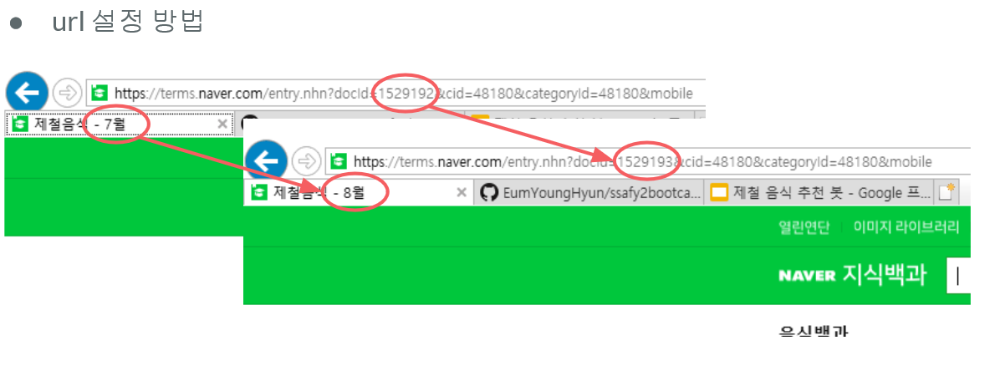 ● url 설정 방법
https://terms.naver.com/entry.nhn?docId=1529192&cid=48180&categoryId=48180&mobile
제철음식 - 7월
https://terms.naver.com/entry.nhn?docId=1529193&cid=48180&categoryId=48180&mobile
제철음식 - 8월 EumYoungHyun/ssafy2bootca... 제철 음식 추천 봇 - Google 프...
열린연단 이미지 라이브러리
NAVER 지식백과
음식백과